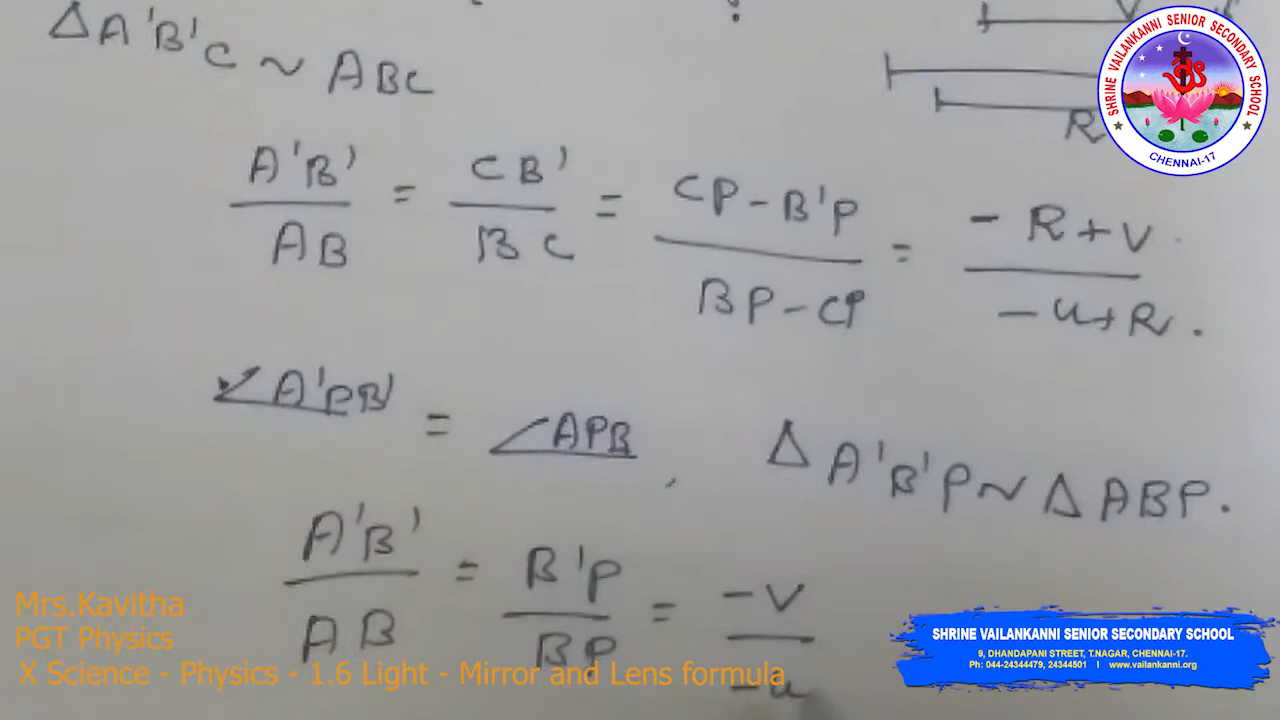 ΔA'B'C ~ ABC
A'B'/AB = CB'/BC = CP-B'P/BP-CP = -R+V/-u+R.
∠A'PB' = ∠APB, ΔA'B'P ~ ΔABP.
A'B'/AB = B'P/BP = -V/-u
V
R
SHRINE VAILANKANNI SENIOR SECONDARY SCHOOL
CHENNAI-17
Mrs.Kavitha
PGT Physics
X Science - Physics - 1.6 Light - Mirror and Lens formula
SHRINE VAILANKANNI SENIOR SECONDARY SCHOOL
9, DHANDAPANI STREET, T.NAGAR, CHENNAI-17.
Ph: 044-24344479, 24344501 | www.vailankanni.org